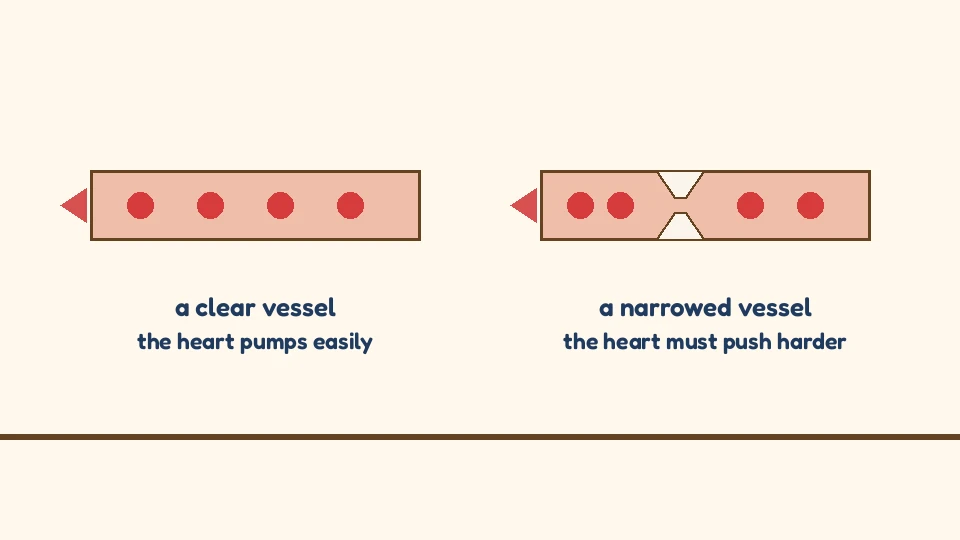 a clear vessel
the heart pumps easily
a narrowed vessel
the heart must push harder